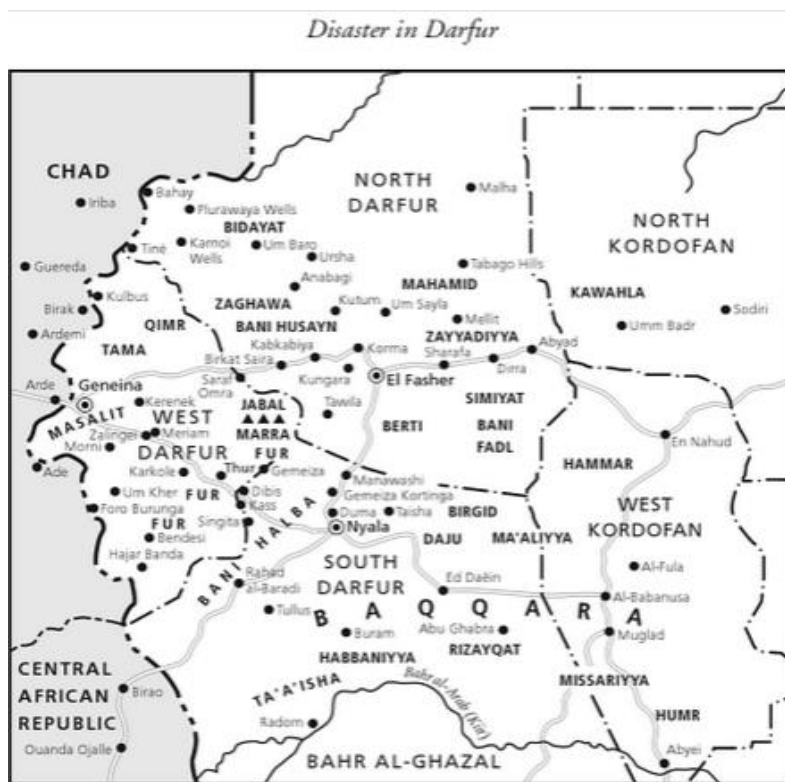 Disaster in Darfur
CHAD
Bahay
Iriba
Plurawaya Wells
BIDAYAT
NORTH
DARFUR
Malha
NORTH
KORDOFAN
Tiné
Karnoi
Wells
Um Baro
Ursha
Guereda
Anabagi
Tabago Hills
MAHAMID
KAWAHLA
Kulbus
Birak
ZAGHAWA
Kutum
Um Sayla
Sodiri
Ardemi
QIMR
BANI HUSAYN
Mellit
Umm Badr
TAMA
Kabkabiya
Korma
ZAYYADIYYA
Abyad
Birkat Saira
Sharafa
Dirra
Arde
Geneina
Saraf
Omra
Kungara
El Fasher
Kerenek
JABAL
MARRA
Tawila
SIMIYAT
MASALIT
WEST
DARFUR
BERTI
BANI
FADL
Zalingei
Meriam
En Nahud
Morni
FUR
HAMMAR
Ade
Karkole
Thur
Gemeiza
Manawashi
Um Kher
FUR
Dibis
Gemeiza Kortinga
WEST
KORDOFAN
Foro Burunga
Kass
Duma
Taisha
BIRGID
FUR
Singita
BANI HALBA
Nyala
Bendesi
DAJU
MA'ALIYYA
Hajar Banda
SOUTH
DARFUR
Al-Fula
Rahad
al-Baradi
Ed Daëin
Al-Babanusa
Tullus
BAQQARA
Buram
Abu Ghabra
Muglad
HABBANIYYA
RIZAYQAT
CENTRAL
AFRICAN
REPUBLIC
Birao
TA'A'ISHA
Bahr al-Arab (Kiir)
MISSARIYYA
Radom
HUMR
Ouanda Ojalle
BAHR AL-GHAZAL
Abyei